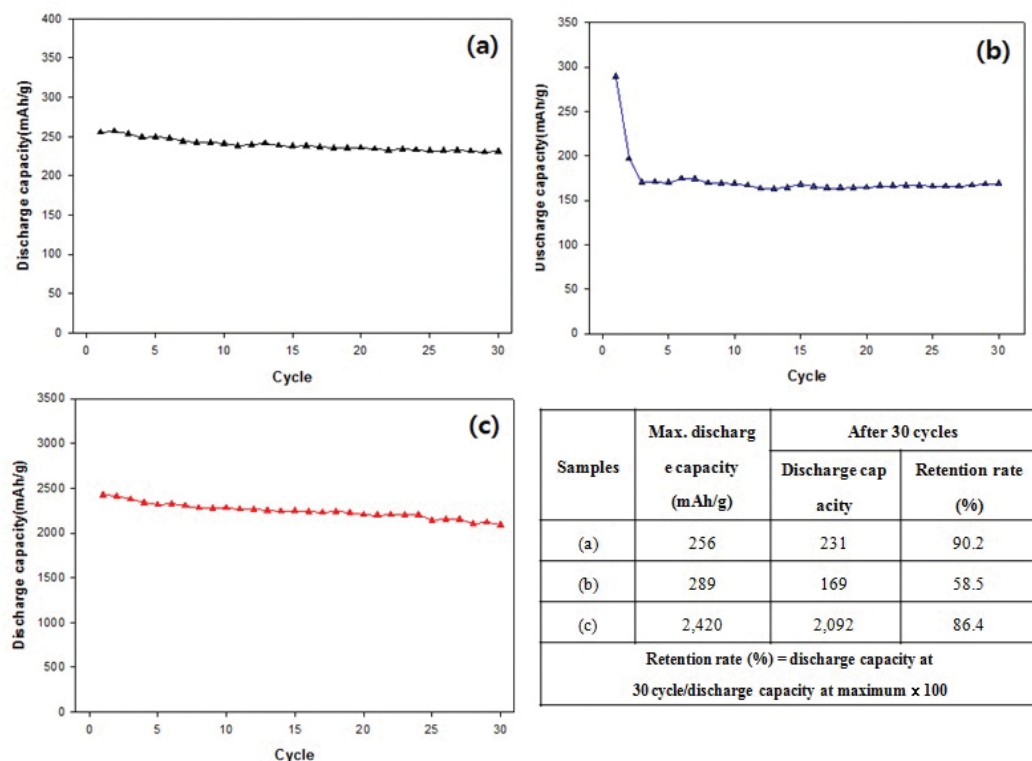 (a)
400
350
300
250
200
150
100
50
0
Discharge capacity(mAh/g)
0 5 10 15 20 25 30
Cycle
(b)
350
300
250
200
150
100
50
0
Discharge capacity(mAh/g)
0 5 10 15 20 25 30
Cycle
(c)
3500
3000
2500
2000
1500
1000
500
0
Discharge capacity(mAh/g)
0 5 10 15 20 25 30
Cycle
Samples
Max. discharg
e capacity
(mAh/g)
After 30 cycles
Discharge cap
acity
Retention rate
(%)
(a) 256 231 90.2
(b) 289 169 58.5
(c) 2,420 2,092 86.4
Retention rate (%) = discharge capacity at
30 cycle/discharge capacity at maximum x 100